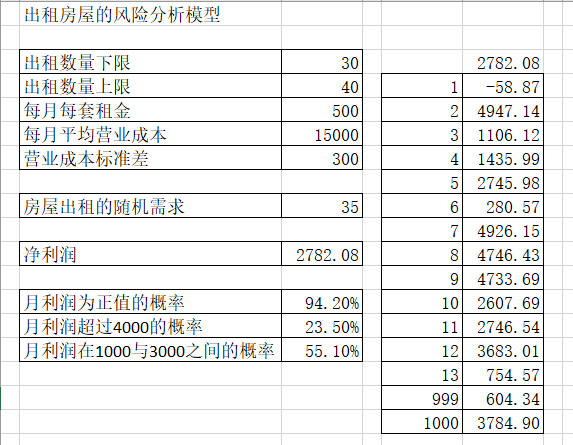 出租房屋的风险分析模型
出租数量下限 30 2782.08
出租数量上限 40 1 -58.87
每月每套租金 500 2 4947.14
每月平均营业成本 15000 3 1106.12
营业成本标准差 300 4 1435.99
5 2745.98
房屋出租的随机需求 35 6 280.57
7 4926.15
净利润 2782.08 8 4746.43
9 4733.69
月利润为正值的概率 94.20% 10 2607.69
月利润超过4000的概率 23.50% 11 2746.54
月利润在1000与3000之间的概率 55.10% 12 3683.01
13 754.57
999 604.34
1000 3784.90